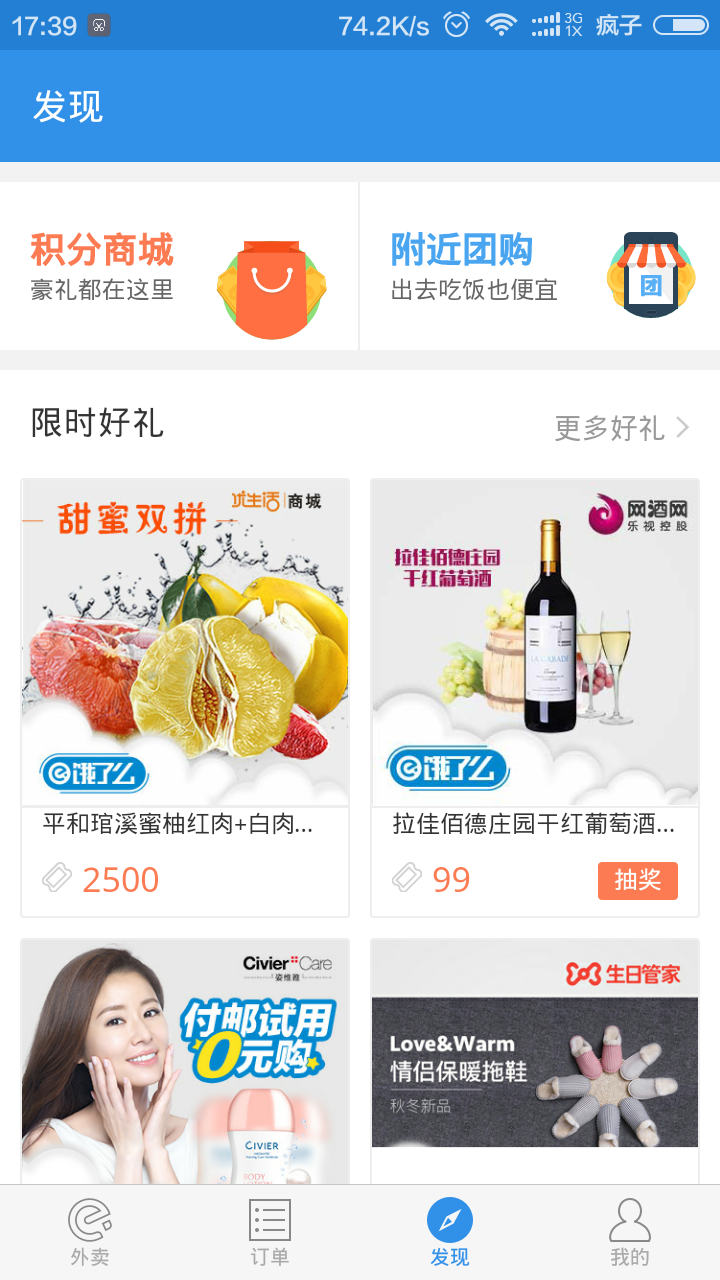 17:39 74.2K/s 3G 1X 疯子
发现
积分商城
豪礼都在这里
附近团购
出去吃饭也便宜
团
限时好礼
更多好礼
优生活 商城
甜蜜双拼
饿了么
平和琯溪蜜柚红肉+白肉...
2500
网酒网
乐视控股
拉佳佰德庄园
干红葡萄酒
LA CABADE
饿了么
拉佳佰德庄园干红葡萄酒...
99
抽奖
Civier Care
姿维雅
付邮试用
0元购
CIVIER
BODY
生日管家
Love&Warm
情侣保暖拖鞋
秋冬新品
外卖
订单
发现
我的